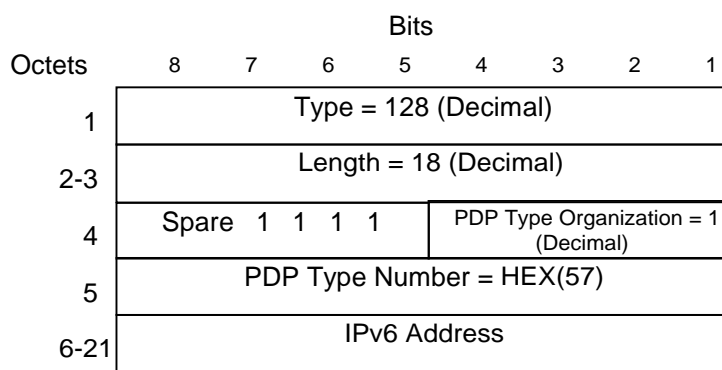 Bits
Octets 8 7 6 5 4 3 2 1
1 Type = 128 (Decimal)
2-3 Length = 18 (Decimal)
4 Spare 1 1 1 1 PDP Type Organization = 1
(Decimal)
5 PDP Type Number = HEX(57)
6-21 IPv6 Address